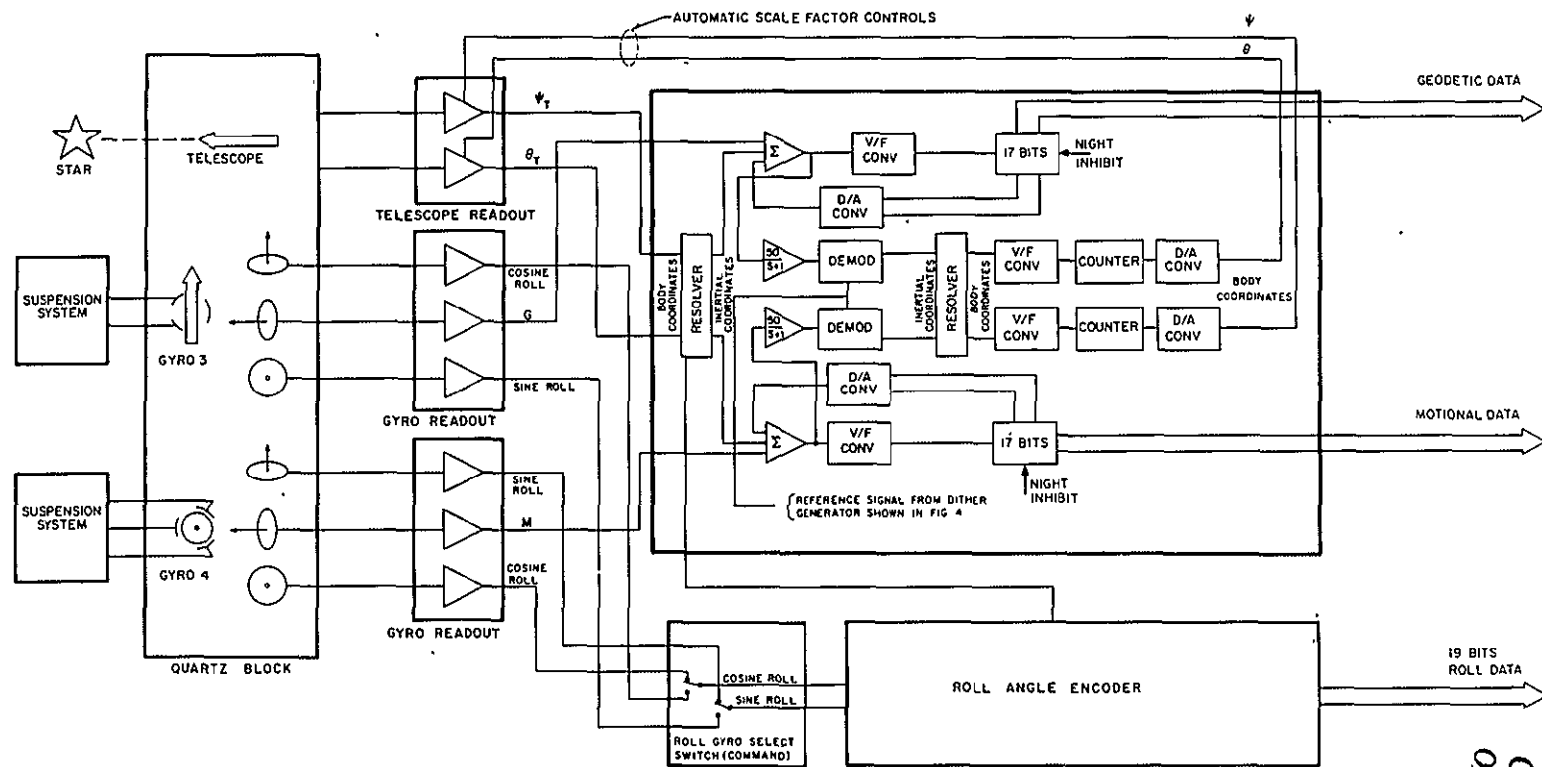 AUTOMATIC SCALE FACTOR CONTROLS
ψ
θ
GEODETIC DATA
STAR
TELESCOPE
ψT
θT
TELESCOPE READOUT
Σ
V/F
CONV
17 BITS
NIGHT
INHIBIT
D/A
CONV
SUSPENSION
SYSTEM
GYRO 3
COSINE
ROLL
G
SINE ROLL
GYRO READOUT
BODY
COORDINATES
RESOLVER
INERTIAL
COORDINATES
50
S+1
DEMOD
INERTIAL
COORDINATES
RESOLVER
BODY
COORDINATES
V/F
CONV
COUNTER
D/A
CONV
BODY
COORDINATES
50
S+1
DEMOD
V/F
CONV
COUNTER
D/A
CONV
D/A
CONV
Σ
V/F
CONV
17 BITS
MOTIONAL DATA
NIGHT
INHIBIT
REFERENCE SIGNAL FROM DITHER
GENERATOR SHOWN IN FIG 4
SUSPENSION
SYSTEM
GYRO 4
SINE
ROLL
M
COSINE
ROLL
GYRO READOUT
QUARTZ BLOCK
COSINE ROLL
SINE ROLL
ROLL GYRO SELECT
SWITCH (COMMAND)
ROLL ANGLE ENCODER
19 BITS
ROLL DATA